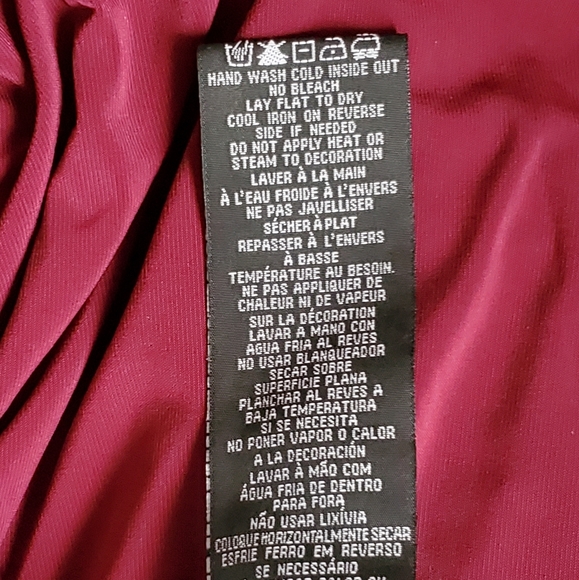 HAND WASH COLD INSIDE OUT
NO BLEACH
LAY FLAT TO DRY
COOL IRON ON REVERSE
SIDE IF NEEDED
DO NOT APPLY HEAT OR
STEAM TO DECORATION
LAVER À LA MAIN
À L'EAU FROIDE À L'ENVERS
NE PAS JAVELLISER
SÉCHER À PLAT
REPASSER À L'ENVERS
À BASSE
TEMPÉRATURE AU BESOIN.
NE PAS APPLIQUER DE
CHALEUR NI DE VAPEUR
SUR LA DÉCORATION
LAVAR A MANO CON
AGUA FRIA AL REVES
NO USAR BLANQUEADOR
SECAR SOBRE
SUPERFICIE PLANA
PLANCHAR AL REVES A
BAJA TEMPERATURA
SI SE NECESITA
NO PONER VAPOR O CALOR
A LA DECORACIÓN
LAVAR À MÃO COM
ÁGUA FRIA DE DENTRO
PARA FORA
NÃO USAR LIXÍVIA
COLOQUE HORIZONTALMENTE SECAR
ESFRIE FERRO EM REVERSO
SE NECESSÁRIO